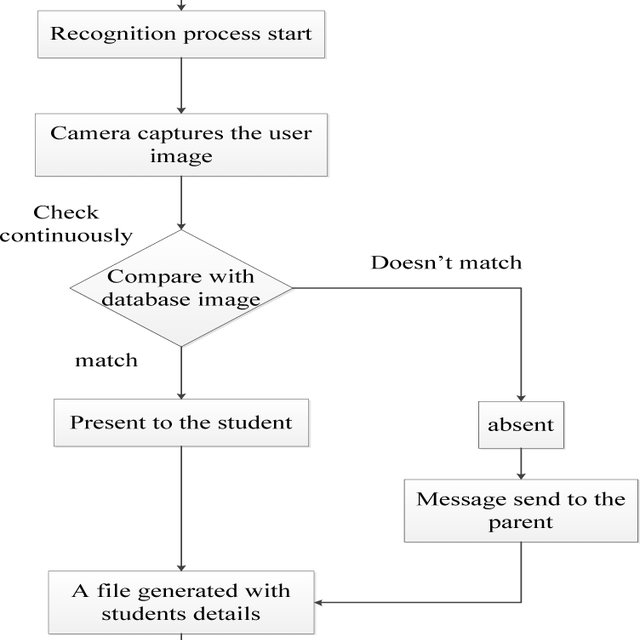 Recognition process start
Camera captures the user
image
Check
continuously
Compare with
database image
Doesn’t match
match
Present to the student
absent
Message send to the
parent
A file generated with
students details